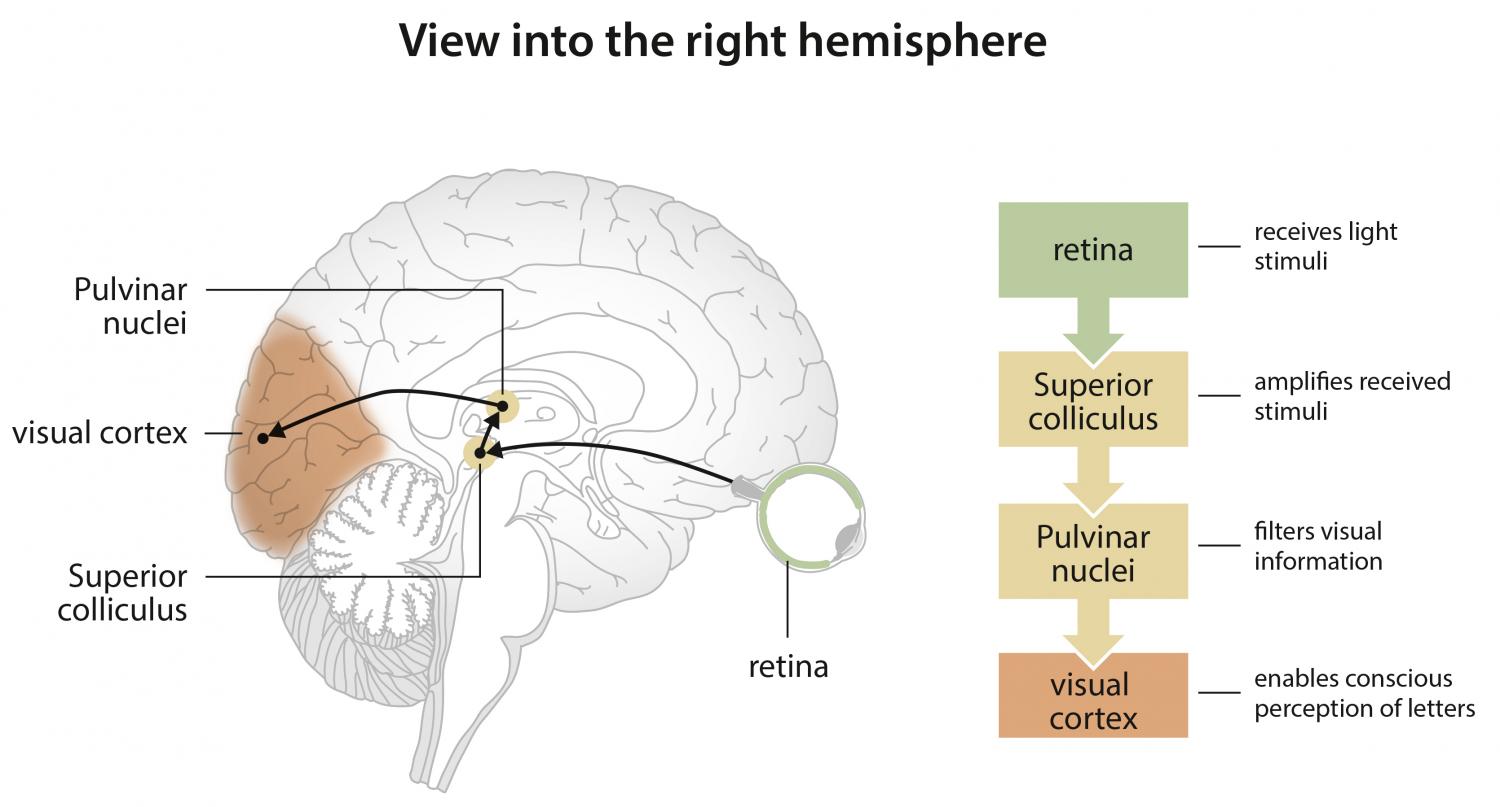 View into the right hemisphere
Pulvinar
nuclei
visual cortex
Superior
colliculus
retina
retina
receives light
stimuli
Superior
colliculus
amplifies received
stimuli
Pulvinar
nuclei
filters visual
information
visual
cortex
enables conscious
perception of letters